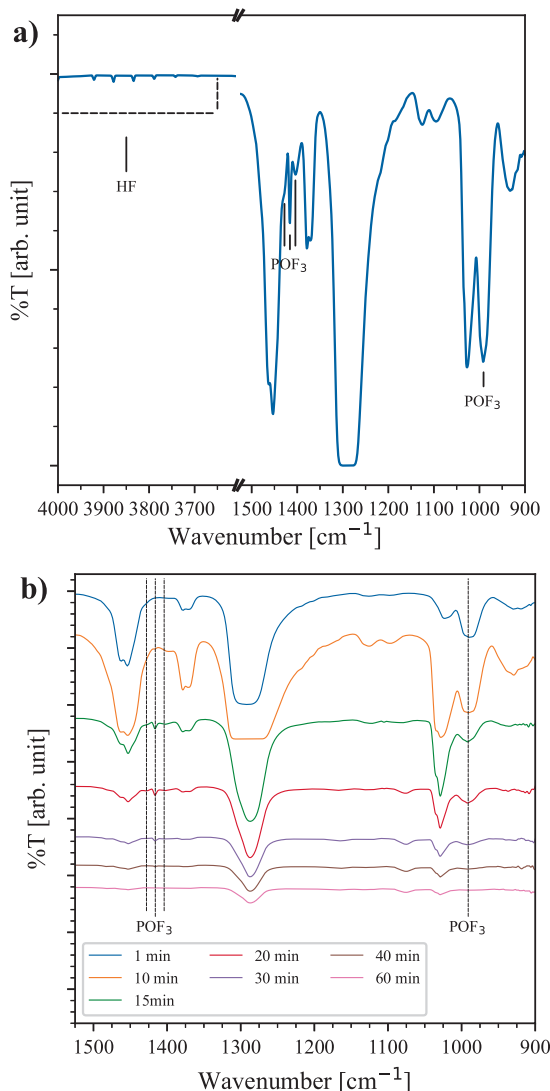 a)
%T [arb. unit]
HF
POF₃
POF₃
4000 3900 3800 3700 1500 1400 1300 1200 1100 1000 900
Wavenumber [cm⁻¹]
b)
%T [arb. unit]
POF₃ POF₃
1 min 20 min 40 min
10 min 30 min 60 min
15min
1500 1400 1300 1200 1100 1000 900
Wavenumber [cm⁻¹]